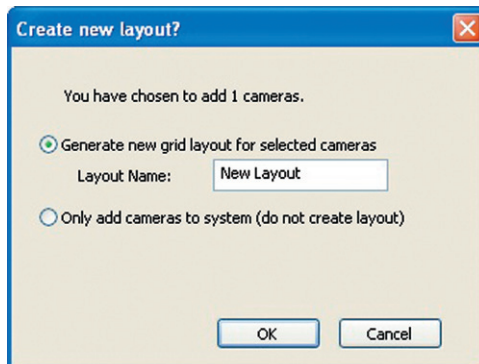 Create new layout?
You have chosen to add 1 cameras.
Generate new grid layout for selected cameras
Layout Name: New Layout
Only add cameras to system (do not create layout)
OK Cancel